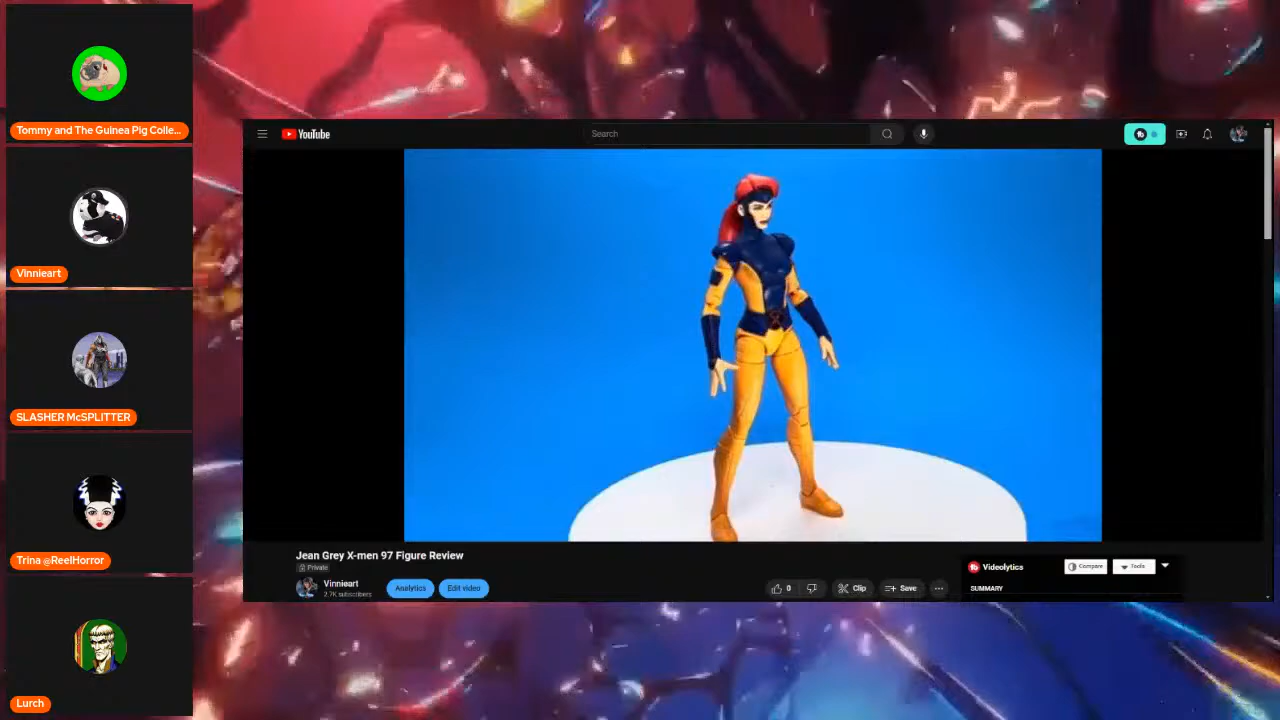 Tommy and The Guinea Pig Colle...
Vinnieart
SLASHER McSPLITTER
Trina @ReelHorror
Lurch
YouTube
Search
Jean Grey X-men 97 Figure Review
Private
Vinnieart
2.7K subscribers
Analytics
Edit video
0
Clip
Save
Videolytics
Compare
Tools
SUMMARY